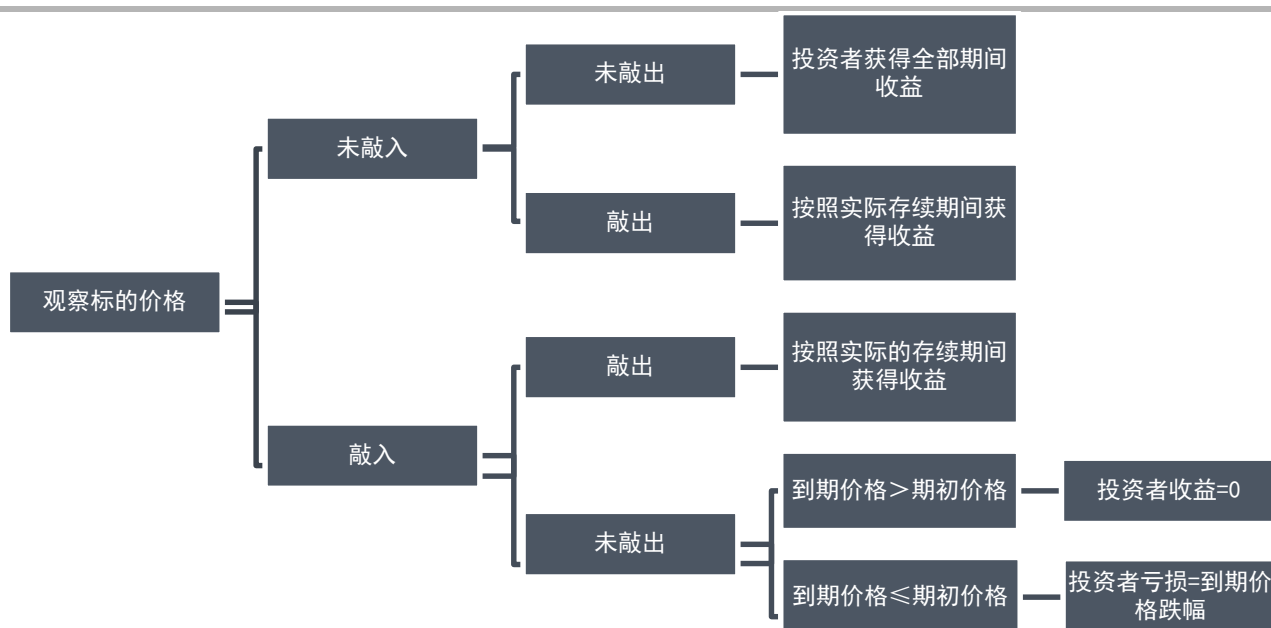 观察标的价格
未敲入
未敲出
投资者获得全部期间
收益
敲出
按照实际存续期间获
得收益
敲入
敲出
按照实际的存续期间
获得收益
未敲出
到期价格＞期初价格
投资者收益=0
到期价格≤期初价格
投资者亏损=到期价
格跌幅